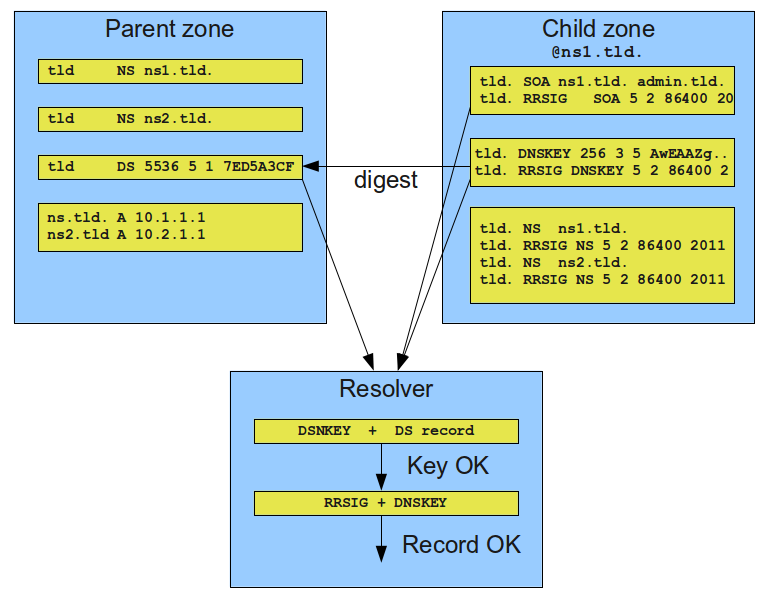 Parent zone
tld     NS ns1.tld.
tld     NS ns2.tld.
tld     DS 5536 5 1 7ED5A3CF
ns.tld. A 10.1.1.1
ns2.tld A 10.2.1.1
digest
Child zone
@ns1.tld.
tld. SOA ns1.tld. admin.tld.
tld. RRSIG   SOA 5 2 86400 20
tld. DNSKEY 256 3 5 AwEAAZg..
tld. RRSIG DNSKEY 5 2 86400 2
tld. NS  ns1.tld.
tld. RRSIG NS 5 2 86400 2011
tld. NS  ns2.tld.
tld. RRSIG NS 5 2 86400 2011
Resolver
DSNKEY  +  DS record
Key OK
RRSIG + DNSKEY
Record OK